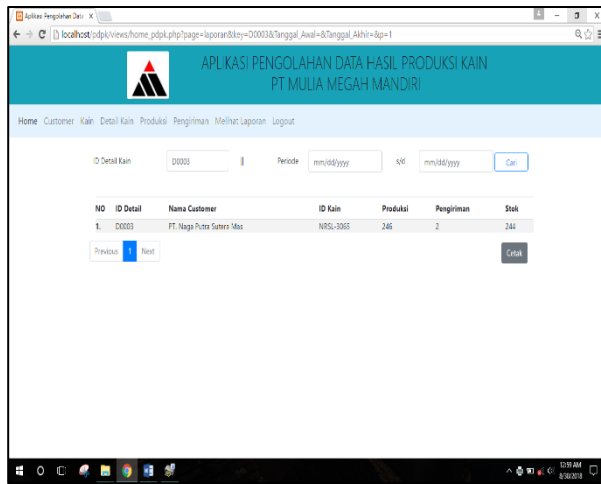 Aplikasi Pengolahan Data X
localhost/pdpk/views/home_pdpk.php?page=laporan&key=D0003&Tanggal_Awal=&Tanggal_Akhir=&p=1
APLIKASI PENGOLAHAN DATA HASIL PRODUKSI KAIN
PT MULIA MEGAH MANDIRI
Home Customer Kain Detail Kain Produksi Pengiriman Melihat Laporan Logout
ID Detail Kain D0003 || Periode mm/dd/yyyy s/d mm/dd/yyyy Cari
NO ID Detail Nama Customer ID Kain Produksi Pengiriman Stok
1. D0003 PT. Naga Putra Sutera Mas NRSL-3065 246 2 244
Previous 1 Next Cetak
12:59 AM
8/30/2018